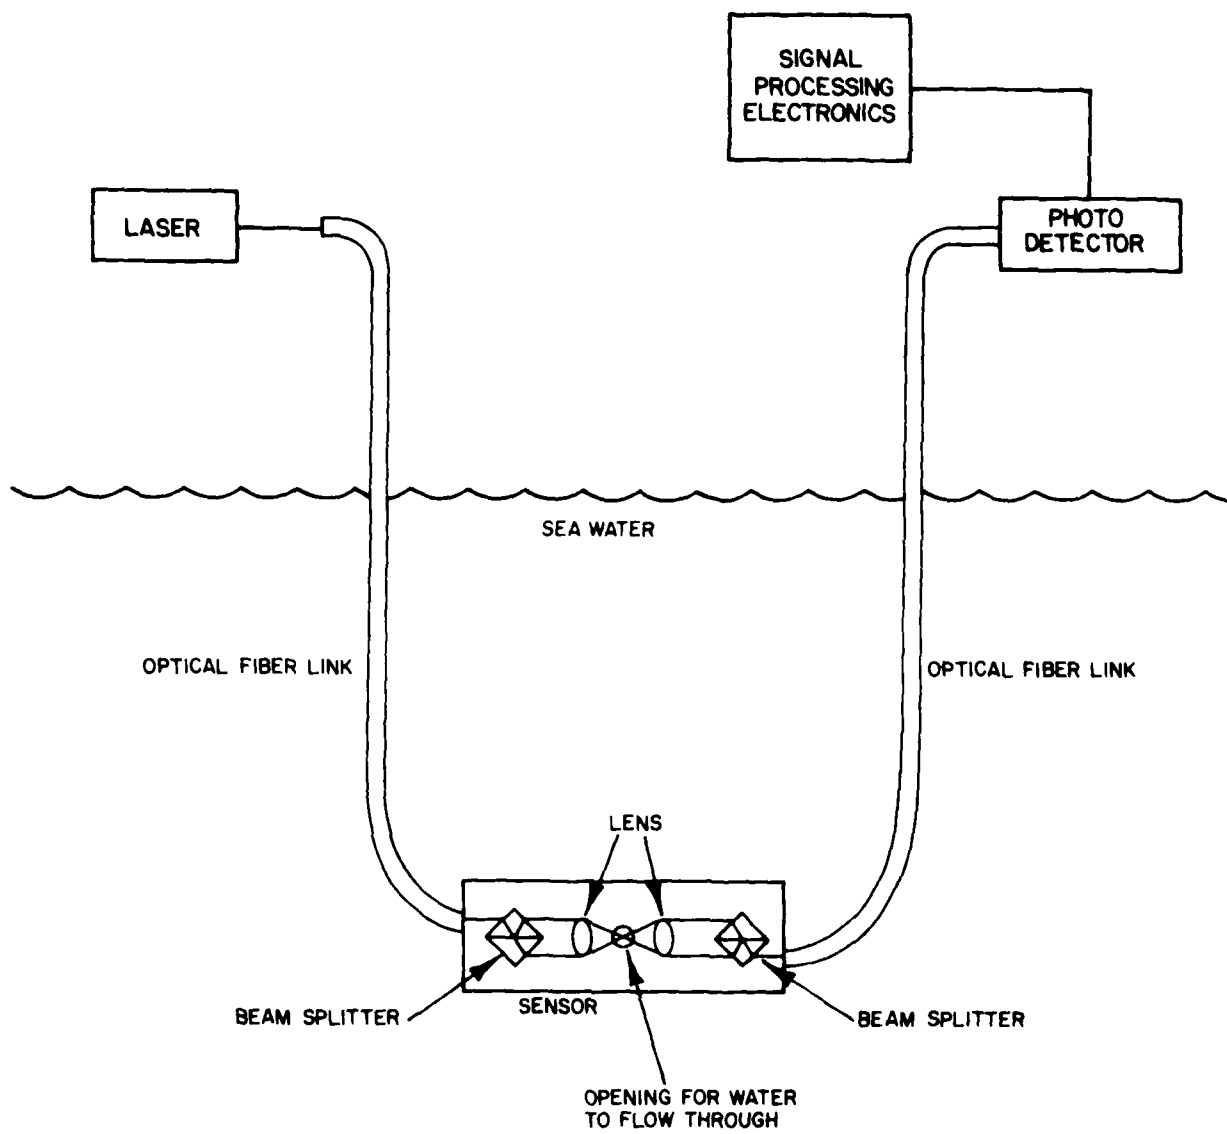 SIGNAL
PROCESSING
ELECTRONICS
LASER
PHOTO
DETECTOR
SEA WATER
OPTICAL FIBER LINK
OPTICAL FIBER LINK
LENS
SENSOR
BEAM SPLITTER
BEAM SPLITTER
OPENING FOR WATER
TO FLOW THROUGH